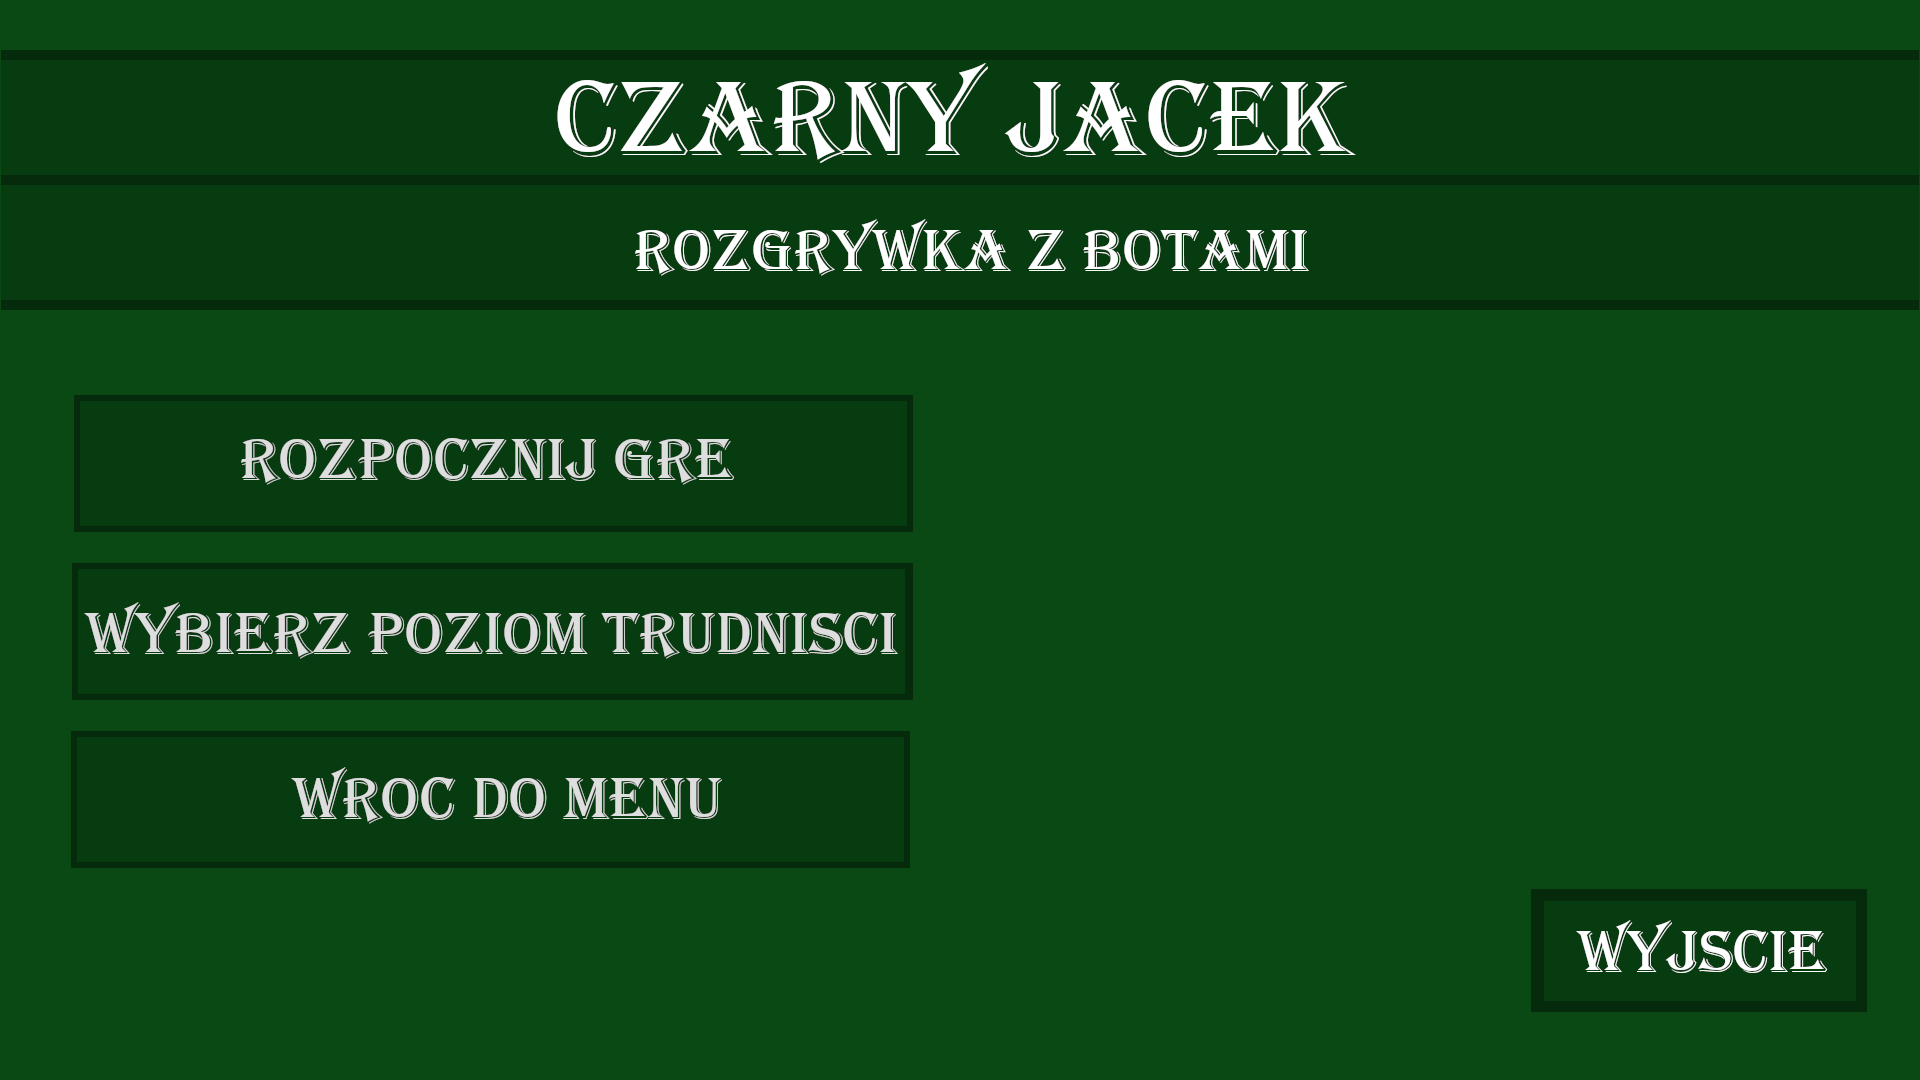 CZARNY JACEK
ROZGRYWKA Z BOTAMI
ROZPOCZNIJ GRE
WYBIERZ POZIOM TRUDNISCI
WROC DO MENU
WYJSCIE